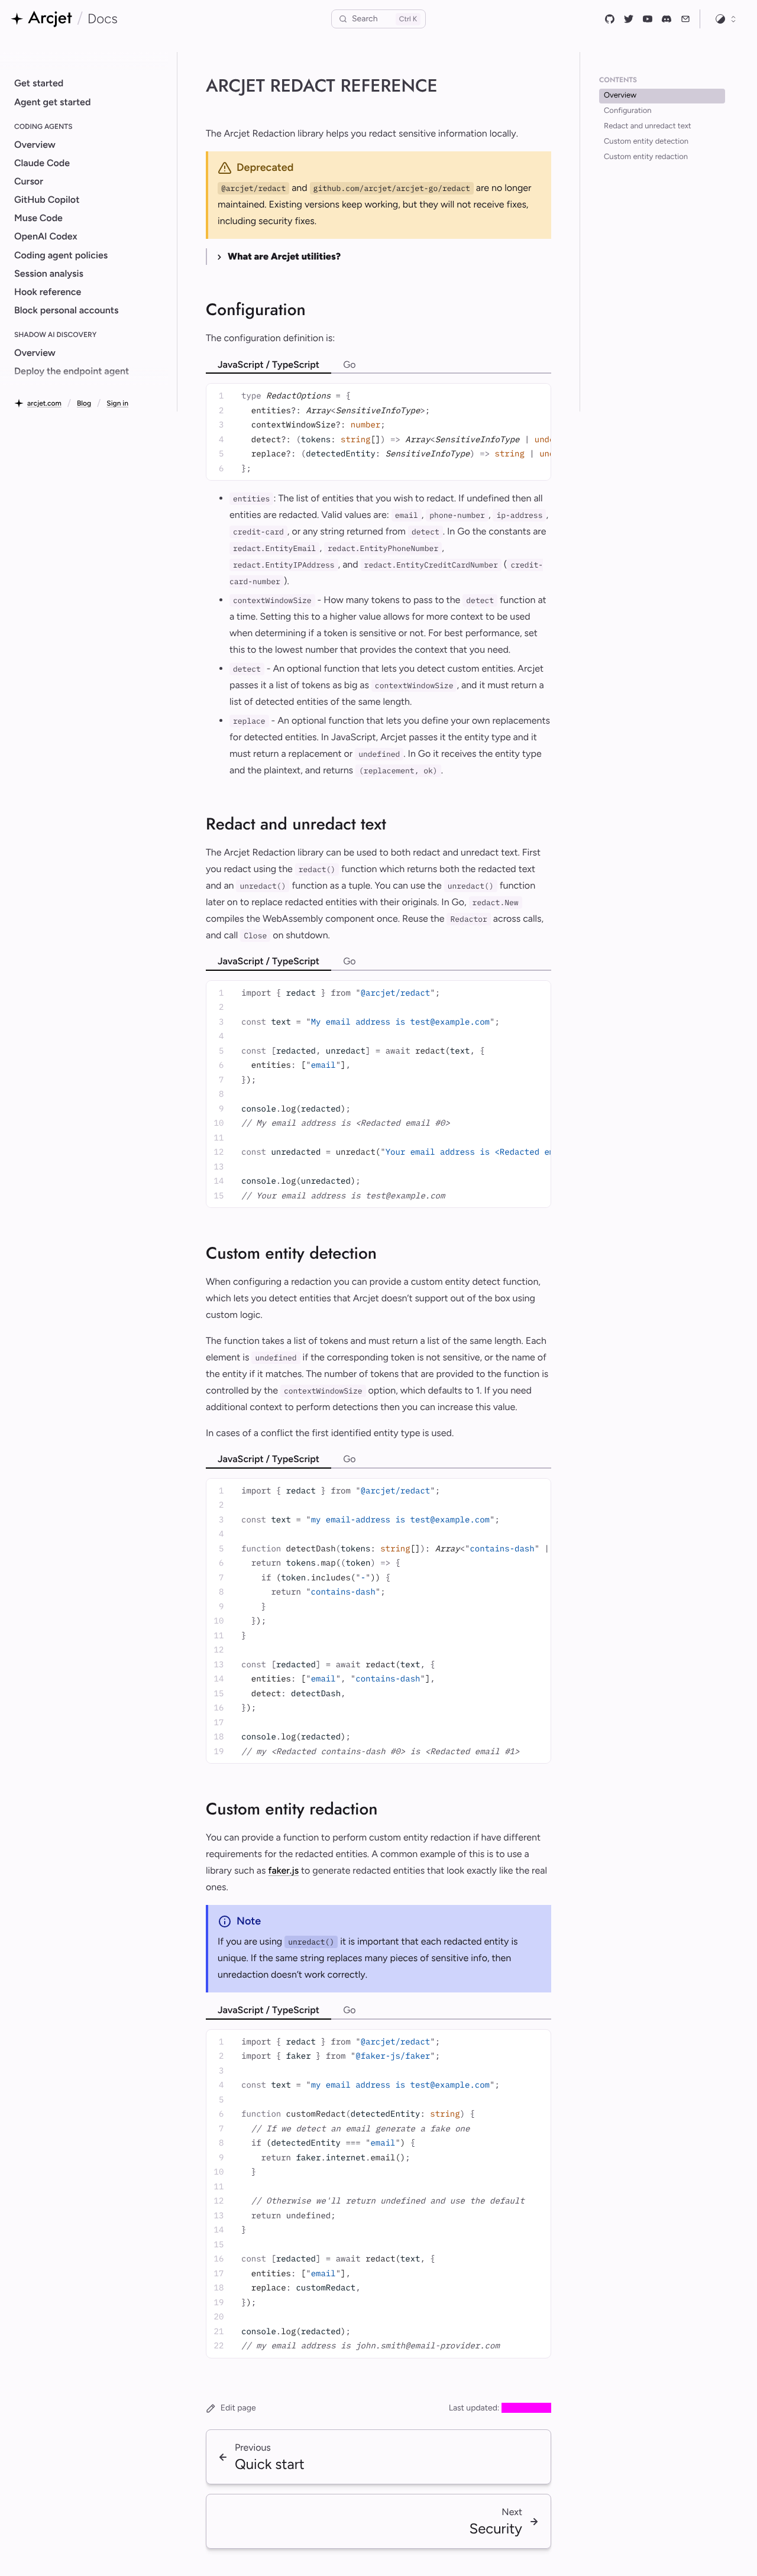 Arcjet / Docs
Search Ctrl K
Get started
Agent get started
CODING AGENTS
Overview
Claude Code
Cursor
GitHub Copilot
Muse Code
OpenAI Codex
Coding agent policies
Session analysis
Hook reference
Block personal accounts
SHADOW AI DISCOVERY
Overview
Deploy the endpoint agent
arcjet.com / Blog / Sign in
ARCJET REDACT REFERENCE
The Arcjet Redaction library helps you redact sensitive information locally.
Deprecated
@arcjet/redact and github.com/arcjet/arcjet-go/redact are no longer
maintained. Existing versions keep working, but they will not receive fixes,
including security fixes.
What are Arcjet utilities?
Configuration
The configuration definition is:
JavaScript / TypeScript Go
1 type RedactOptions = {
2 entities?: Array<SensitiveInfoType>;
3 contextWindowSize?: number;
4 detect?: (tokens: string[]) => Array<SensitiveInfoType | unde
5 replace?: (detectedEntity: SensitiveInfoType) => string | und
6 };
• entities : The list of entities that you wish to redact. If undefined then all
entities are redacted. Valid values are: email , phone-number , ip-address ,
credit-card , or any string returned from detect . In Go the constants are
redact.EntityEmail , redact.EntityPhoneNumber ,
redact.EntityIPAddress , and redact.EntityCreditCardNumber ( credit-
card-number ).
• contextWindowSize - How many tokens to pass to the detect function at
a time. Setting this to a higher value allows for more context to be used
when determining if a token is sensitive or not. For best performance, set
this to the lowest number that provides the context that you need.
• detect - An optional function that lets you detect custom entities. Arcjet
passes it a list of tokens as big as contextWindowSize , and it must return a
list of detected entities of the same length.
• replace - An optional function that lets you define your own replacements
for detected entities. In JavaScript, Arcjet passes it the entity type and it
must return a replacement or undefined . In Go it receives the entity type
and the plaintext, and returns (replacement, ok) .
Redact and unredact text
The Arcjet Redaction library can be used to both redact and unredact text. First
you redact using the redact() function which returns both the redacted text
and an unredact() function as a tuple. You can use the unredact() function
later on to replace redacted entities with their originals. In Go, redact.New
compiles the WebAssembly component once. Reuse the Redactor across calls,
and call Close on shutdown.
JavaScript / TypeScript Go
1 import { redact } from "@arcjet/redact";
2
3 const text = "My email address is test@example.com";
4
5 const [redacted, unredact] = await redact(text, {
6 entities: ["email"],
7 });
8
9 console.log(redacted);
10 // My email address is <Redacted email #0>
11
12 const unredacted = unredact("Your email address is <Redacted em
13
14 console.log(unredacted);
15 // Your email address is test@example.com
Custom entity detection
When configuring a redaction you can provide a custom entity detect function,
which lets you detect entities that Arcjet doesn't support out of the box using
custom logic.
The function takes a list of tokens and must return a list of the same length. Each
element is undefined if the corresponding token is not sensitive, or the name of
the entity if it matches. The number of tokens that are provided to the function is
controlled by the contextWindowSize option, which defaults to 1. If you need
additional context to perform detections then you can increase this value.
In cases of a conflict the first identified entity type is used.
JavaScript / TypeScript Go
1 import { redact } from "@arcjet/redact";
2
3 const text = "my email-address is test@example.com";
4
5 function detectDash(tokens: string[]): Array<"contains-dash" |
6 return tokens.map((token) => {
7 if (token.includes("-")) {
8 return "contains-dash";
9 }
10 });
11 }
12
13 const [redacted] = await redact(text, {
14 entities: ["email", "contains-dash"],
15 detect: detectDash,
16 });
17
18 console.log(redacted);
19 // my <Redacted contains-dash #0> is <Redacted email #1>
Custom entity redaction
You can provide a function to perform custom entity redaction if have different
requirements for the redacted entities. A common example of this is to use a
library such as faker.js to generate redacted entities that look exactly like the real
ones.
Note
If you are using unredact() it is important that each redacted entity is
unique. If the same string replaces many pieces of sensitive info, then
unredaction doesn't work correctly.
JavaScript / TypeScript Go
1 import { redact } from "@arcjet/redact";
2 import { faker } from "@faker-js/faker";
3
4 const text = "my email address is test@example.com";
5
6 function customRedact(detectedEntity: string) {
7 // If we detect an email generate a fake one
8 if (detectedEntity === "email") {
9 return faker.internet.email();
10 }
11
12 // Otherwise we'll return undefined and use the default
13 return undefined;
14 }
15
16 const [redacted] = await redact(text, {
17 entities: ["email"],
18 replace: customRedact,
19 });
20
21 console.log(redacted);
22 // my email address is john.smith@email-provider.com
Edit page
Last updated:
Previous
Quick start
Next
Security
CONTENTS
Overview
Configuration
Redact and unredact text
Custom entity detection
Custom entity redaction